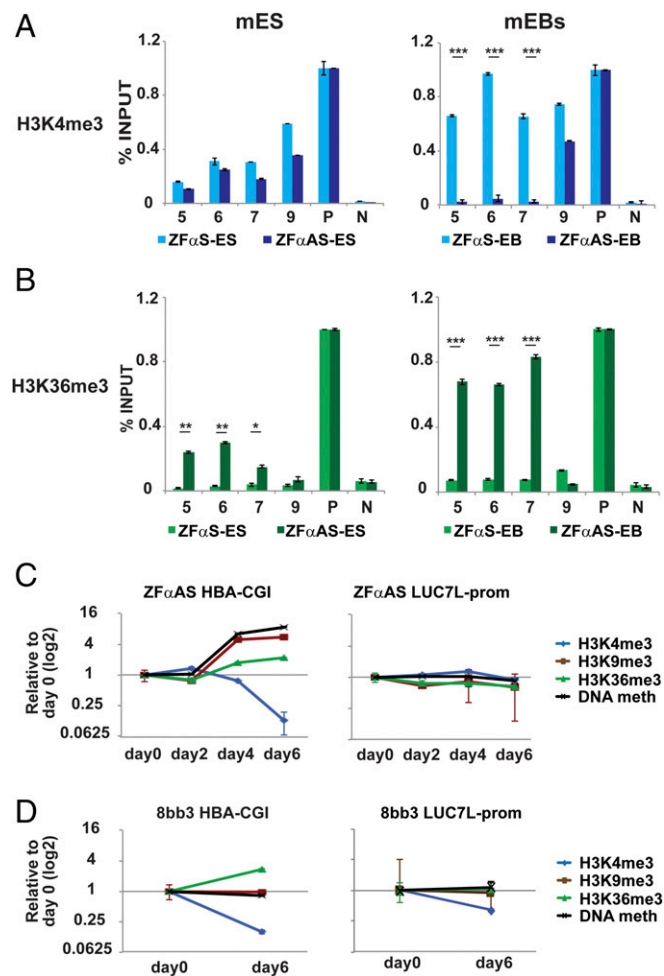 A
mES
mEBs
H3K4me3
% INPUT
1.2
0.8
0.4
0
5 6 7 9 P N
ZFαS-ES ZFαAS-ES
1.2
0.8
0.4
0
*** *** ***
5 6 7 9 P N
ZFαS-EB ZFαAS-EB
B
H3K36me3
% INPUT
1.2
0.8
0.4
0
** ** *
5 6 7 9 P N
ZFαS-ES ZFαAS-ES
1.2
0.8
0.4
0
*** *** ***
5 6 7 9 P N
ZFαS-EB ZFαAS-EB
C
ZFαAS HBA-CGI
Relative to
day 0 (log2)
16
4
1
0.25
0.0625
day0 day2 day4 day6
ZFαAS LUC7L-prom
day0 day2 day4 day6
H3K4me3
H3K9me3
H3K36me3
DNA meth
D
8bb3 HBA-CGI
Relative to
day 0 (log2)
16
4
1
0.25
0.0625
day0 day6
8bb3 LUC7L-prom
day0 day6
H3K4me3
H3K9me3
H3K36me3
DNA meth